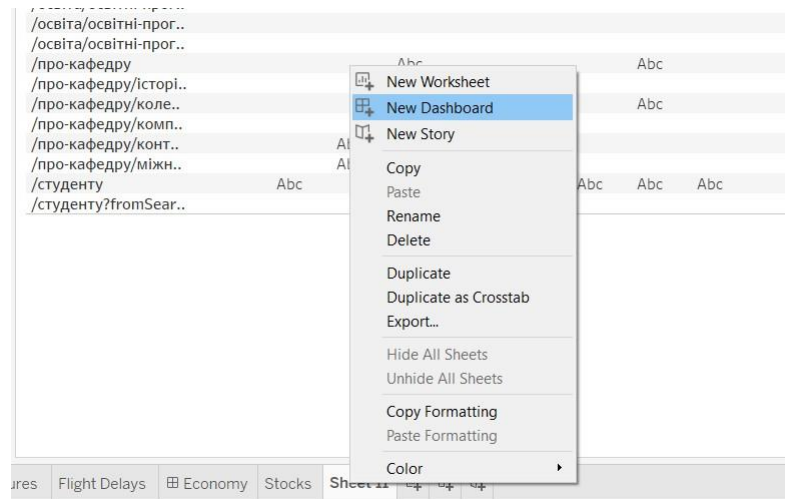 /освіта/освітні-прог..
/освіта/освітні-прог..
/про-кафедру Abc Abc
/про-кафедру/історі..
/про-кафедру/коле.. Abc
/про-кафедру/комп..
/про-кафедру/конт..
/про-кафедру/міжн..
/студенту Abc Abc Abc Abc
/студенту?fromSear..
New Worksheet
New Dashboard
New Story
Copy
Paste
Rename
Delete
Duplicate
Duplicate as Crosstab
Export...
Hide All Sheets
Unhide All Sheets
Copy Formatting
Paste Formatting
Color
ures Flight Delays Economy Stocks Sheet 11